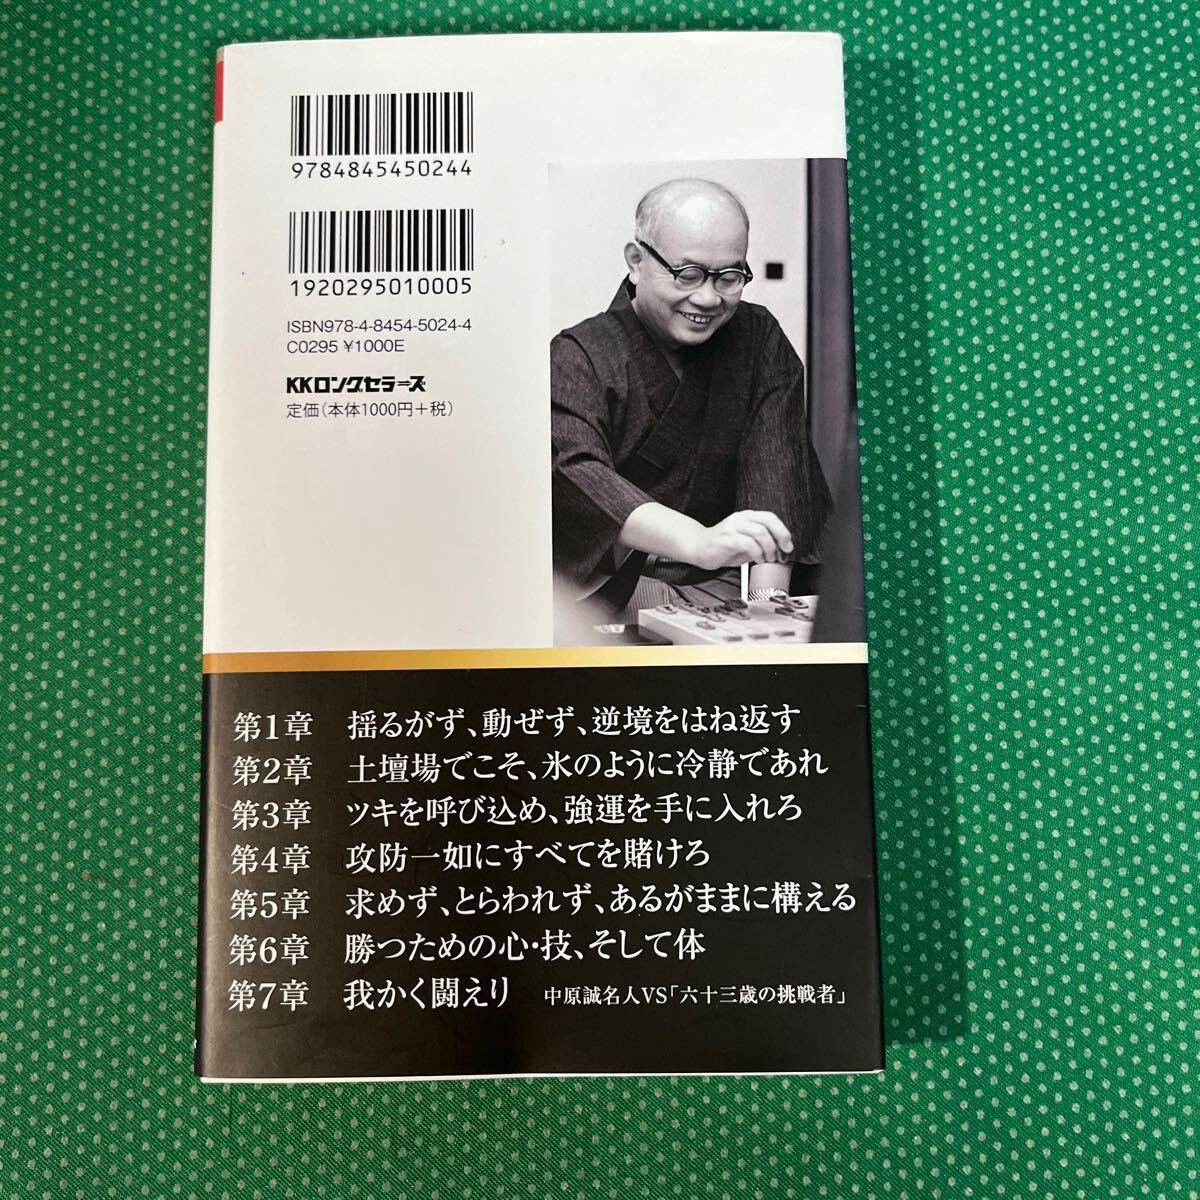 9784845450244
1920295010005
ISBN978-4-8454-5024-4
C0295 ¥1000E
KKロングセラーズ
定価(本体1000円+税)
第1章 揺るがず、動ぜず、逆境をはね返す
第2章 土壇場でこそ、氷のように冷静であれ
第3章 ツキを呼び込め、強運を手に入れろ
第4章 攻防一如にすべてを賭けろ
第5章 求めず、とらわれず、あるがままに構える
第6章 勝つための心・技、そして体
第7章 我かく闘えり 中原誠名人VS「六十三歳の挑戦者」